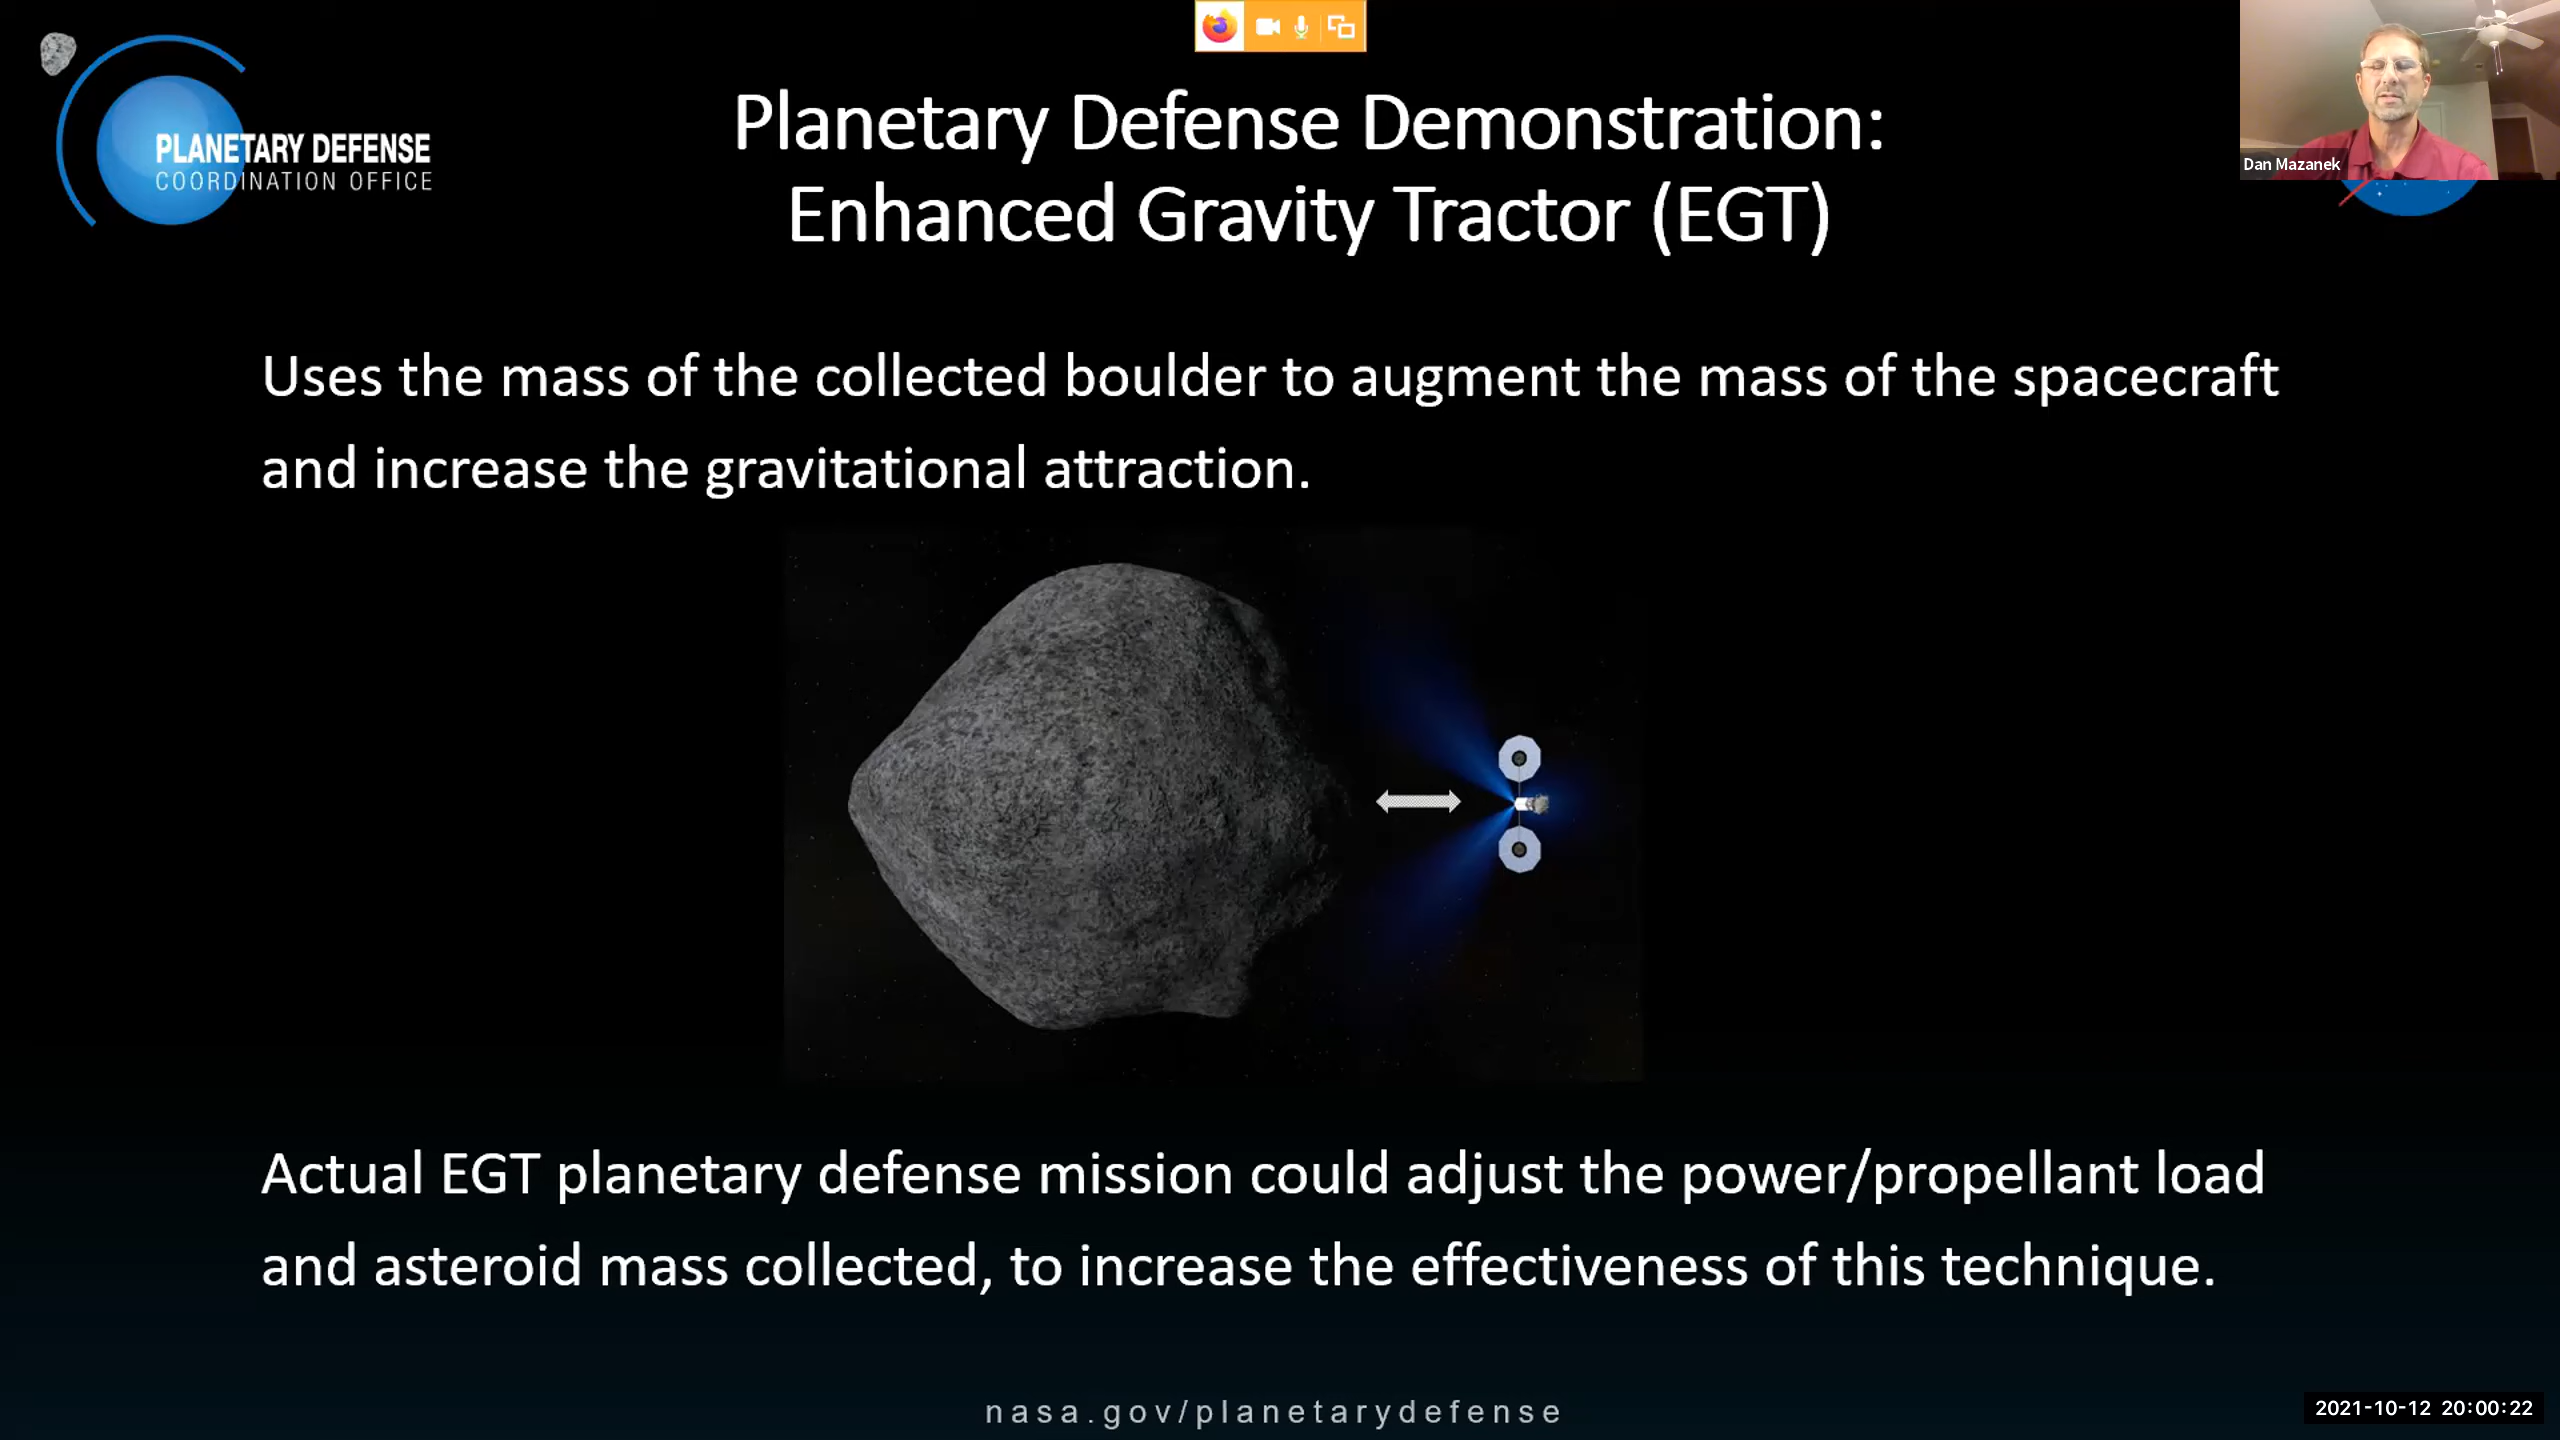 PLANETARY DEFENSE
COORDINATION OFFICE
Planetary Defense Demonstration:
Enhanced Gravity Tractor (EGT)
Dan Mazanek
Uses the mass of the collected boulder to augment the mass of the spacecraft
and increase the gravitational attraction.
Actual EGT planetary defense mission could adjust the power/propellant load
and asteroid mass collected, to increase the effectiveness of this technique.
nasa.gov/planetarydefense
2021-10-12 20:00:22